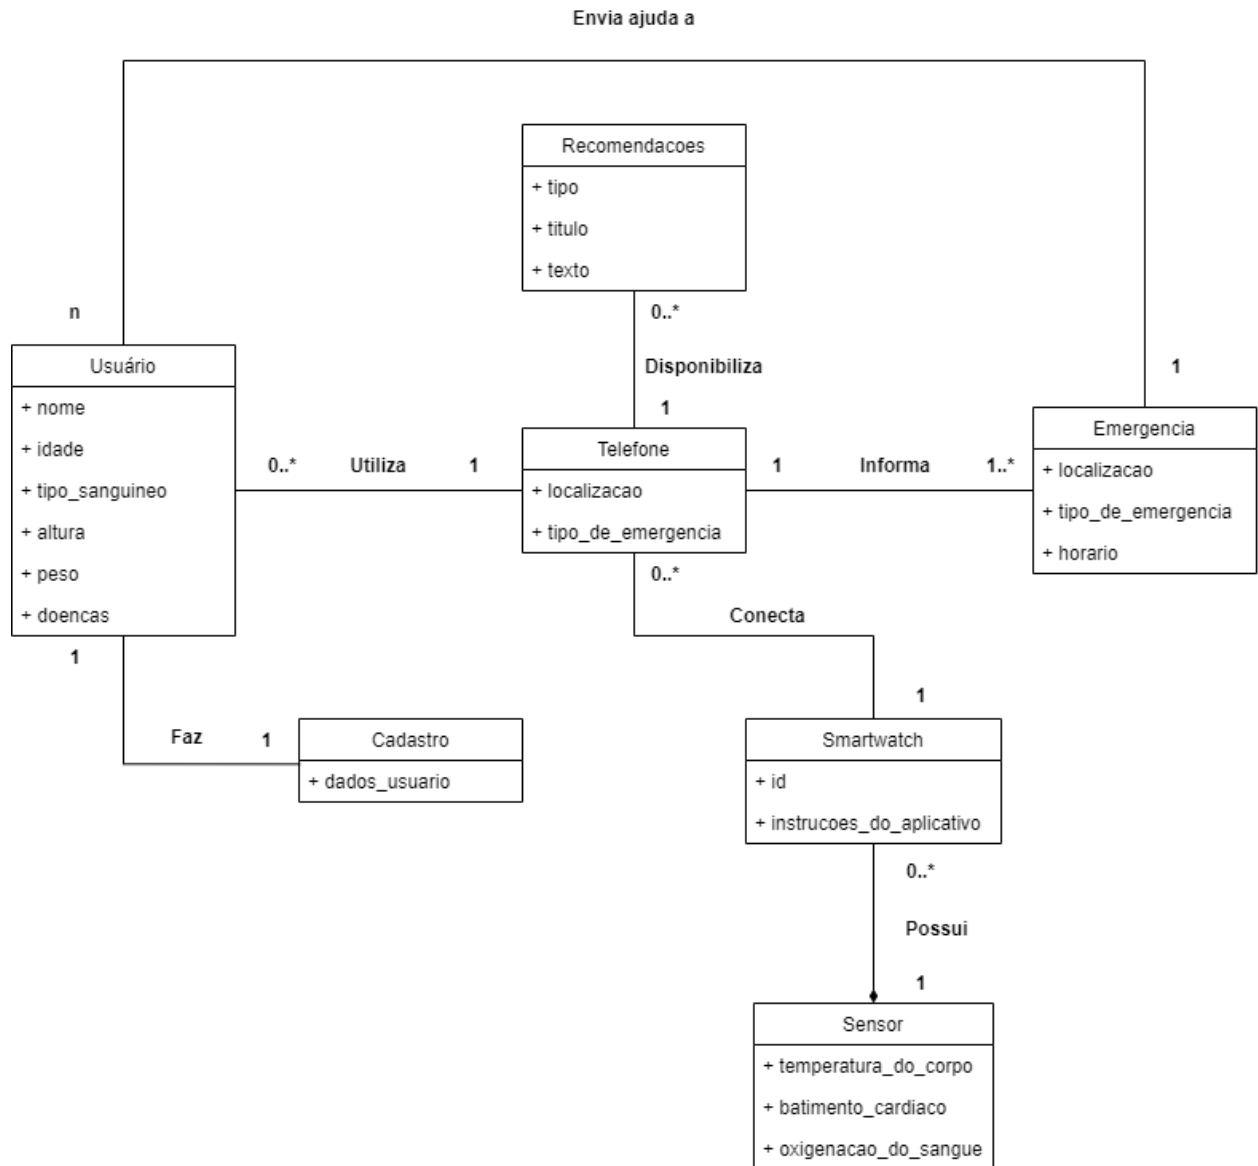 Envia ajuda a
Recomendacoes
+ tipo
+ titulo
+ texto
n
0..*
Usuário
+ nome
+ idade
+ tipo_sanguineo
+ altura
+ peso
+ doencas
Disponibiliza
1
1
0..* Utiliza 1
Telefone
+ localizacao
+ tipo_de_emergencia
1 Informa 1..*
Emergencia
+ localizacao
+ tipo_de_emergencia
+ horario
0..*
Conecta
1
1
Faz 1
Cadastro
+ dados_usuario
Smartwatch
+ id
+ instrucoes_do_aplicativo
0..*
Possui
1
Sensor
+ temperatura_do_corpo
+ batimento_cardiaco
+ oxigenacao_do_sangue